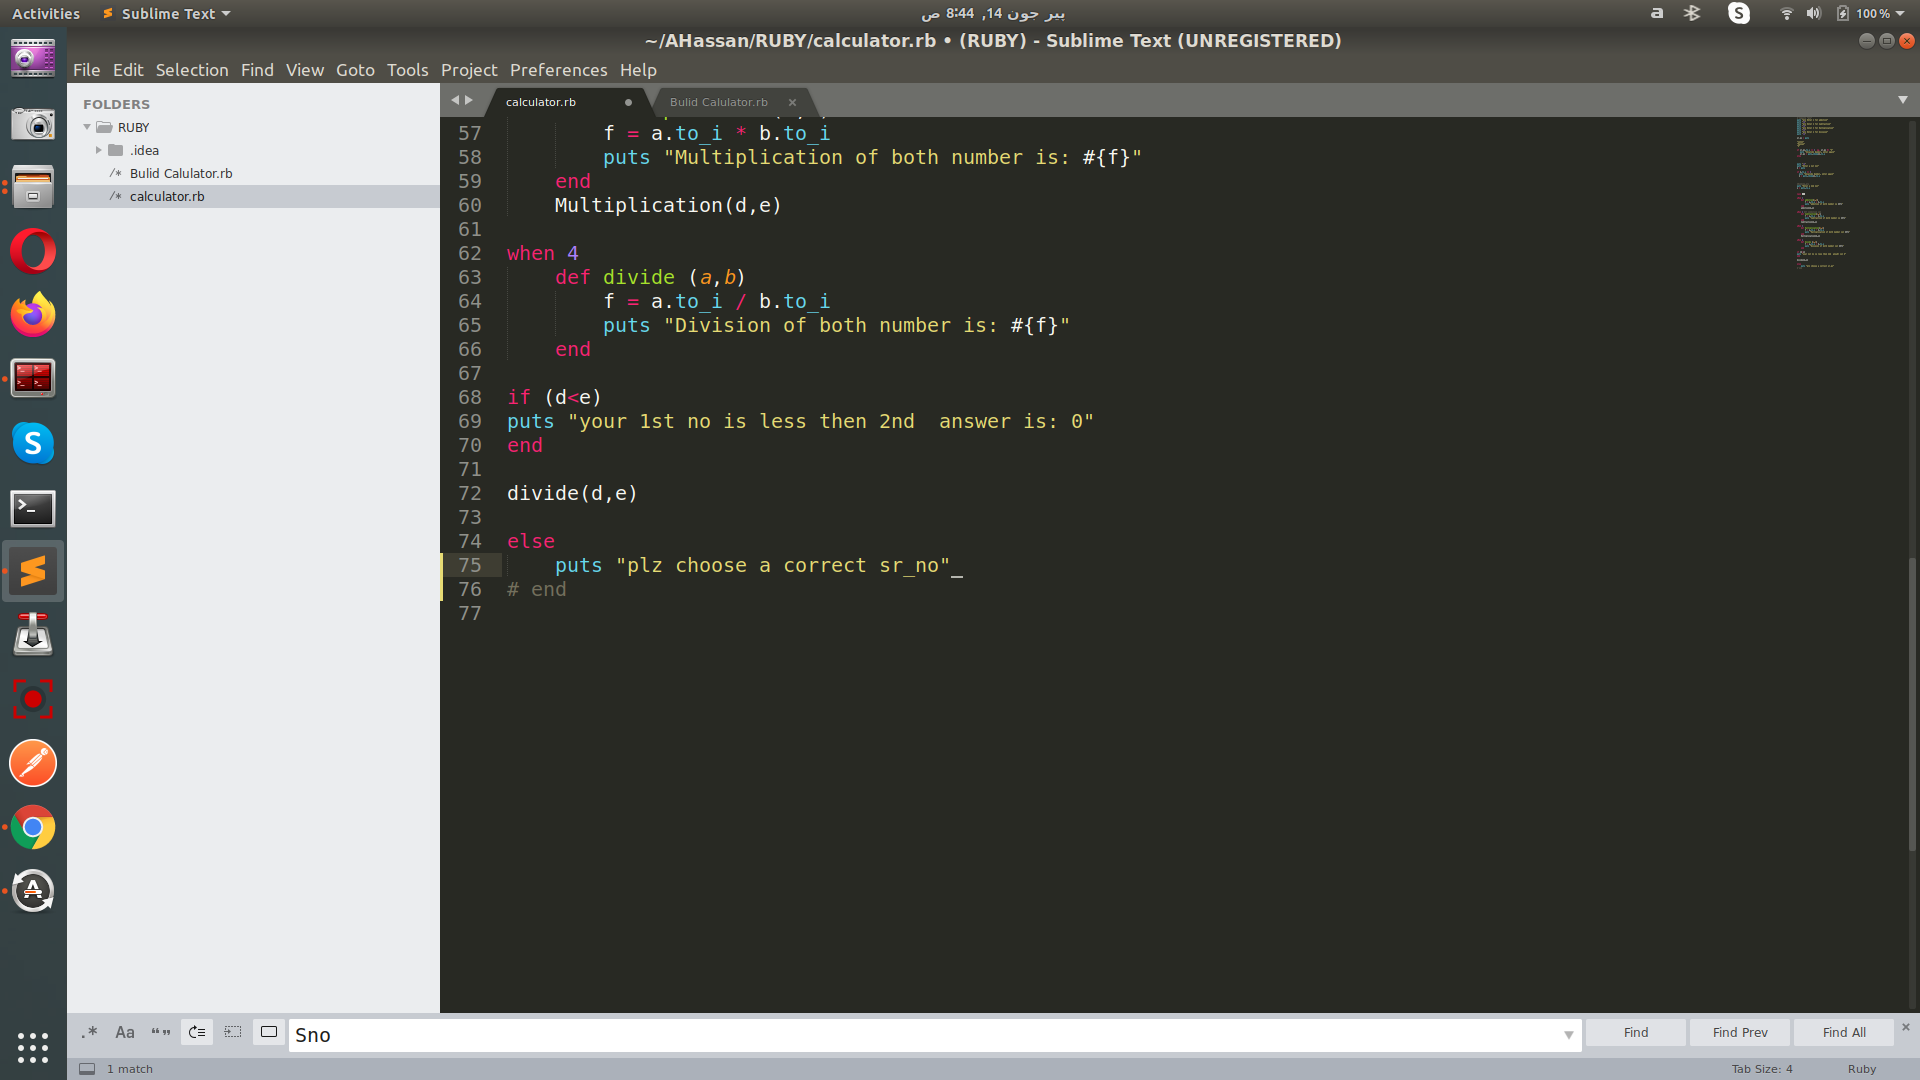 Activities Sublime Text پیر جون 14, 8:44 ص a S 100 %
~/AHassan/RUBY/calculator.rb • (RUBY) - Sublime Text (UNREGISTERED)
File Edit Selection Find View Goto Tools Project Preferences Help
FOLDERS
RUBY
.idea
/* Bulid Calulator.rb
/* calculator.rb
calculator.rb Bulid Calulator.rb
57 f = a.to_i * b.to_i
58 puts "Multiplication of both number is: #{f}"
59 end
60 Multiplication(d,e)
61
62 when 4
63 def divide (a,b)
64 f = a.to_i / b.to_i
65 puts "Division of both number is: #{f}"
66 end
67
68 if (d<e)
69 puts "your 1st no is less then 2nd  answer is: 0"
70 end
71
72 divide(d,e)
73
74 else
75 puts "plz choose a correct sr_no"
76 # end
77
.* Aa “” Sno Find Find Prev Find All
1 match Tab Size: 4 Ruby